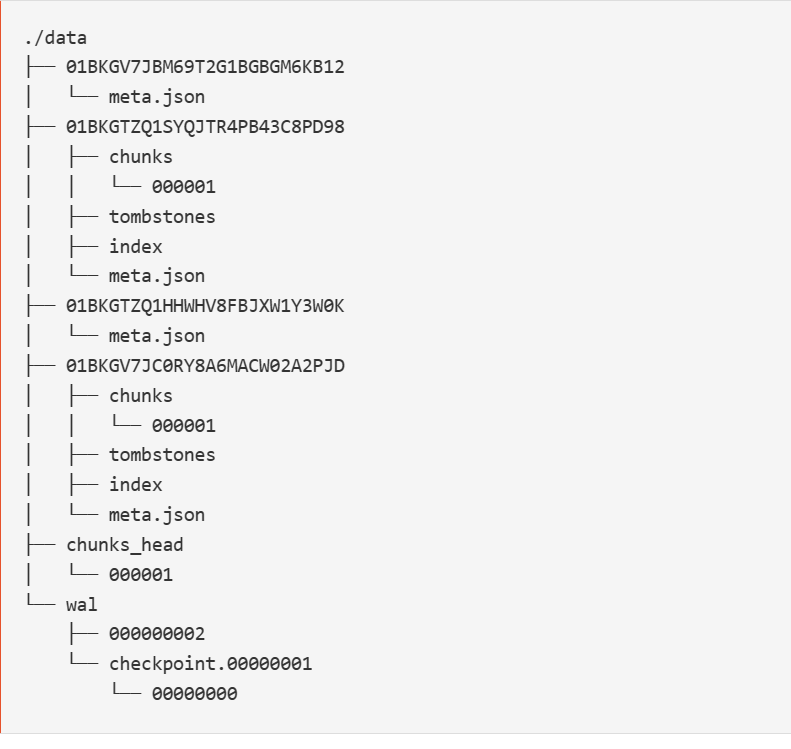 ./data
├── 01BKGV7JBM69T2G1BGBGM6KB12
│   └── meta.json
├── 01BKGTZQ1SYQJTR4PB43C8PD98
│   ├── chunks
│   │   └── 000001
│   ├── tombstones
│   ├── index
│   └── meta.json
├── 01BKGTZQ1HHWHV8FBJXW1Y3W0K
│   └── meta.json
├── 01BKGV7JC0RY8A6MACW02A2PJD
│   ├── chunks
│   │   └── 000001
│   ├── tombstones
│   ├── index
│   └── meta.json
├── chunks_head
│   └── 000001
└── wal
    ├── 000000002
    └── checkpoint.00000001
        └── 00000000